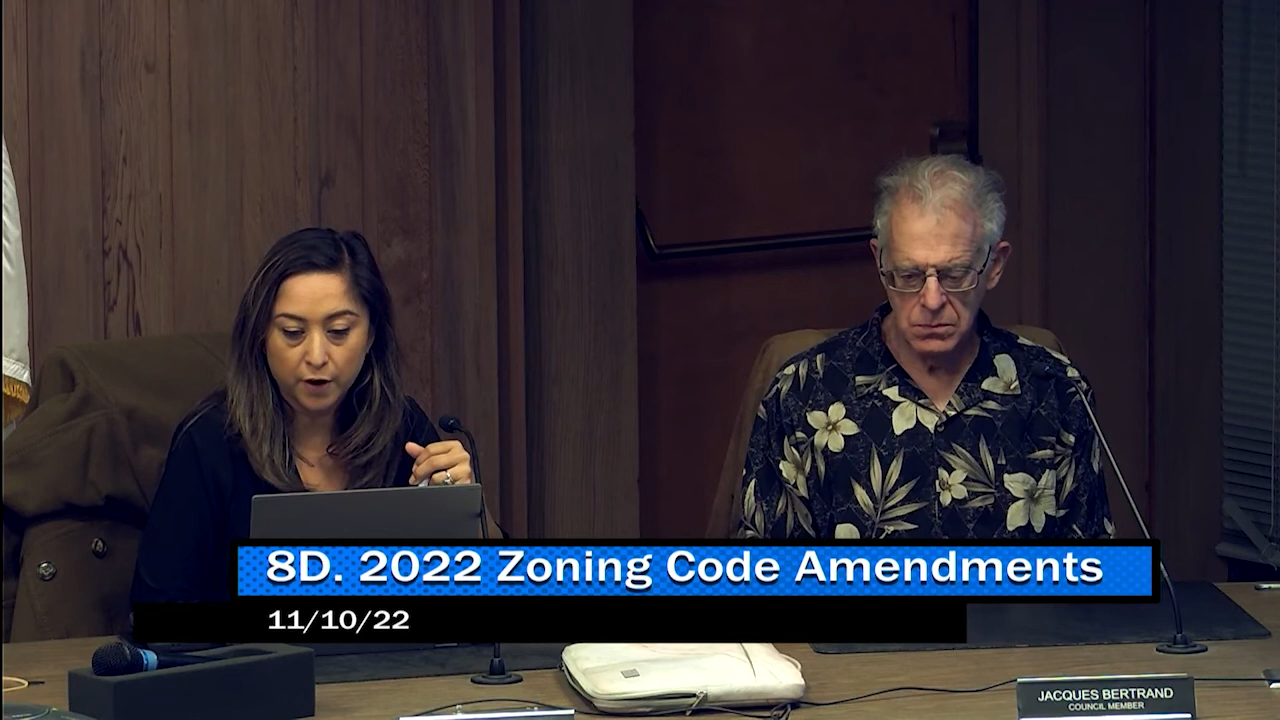 8D. 2022 Zoning Code Amendments
11/10/22
JACQUES BERTRAND
COUNCIL MEMBER